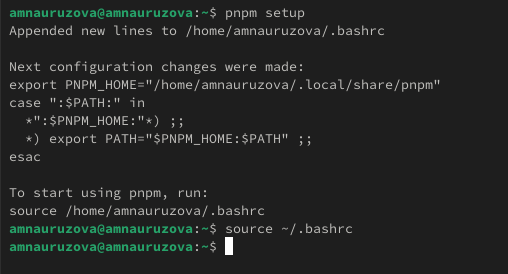 amnauruzova@amnauruzova:~$ pnpm setup
Appended new lines to /home/amnauruzova/.bashrc

Next configuration changes were made:
export PNPM_HOME="/home/amnauruzova/.local/share/pnpm"
case ":$PATH:" in
  *":$PNPM_HOME:"*) ;;
  *) export PATH="$PNPM_HOME:$PATH" ;;
esac

To start using pnpm, run:
source /home/amnauruzova/.bashrc
amnauruzova@amnauruzova:~$ source ~/.bashrc
amnauruzova@amnauruzova:~$